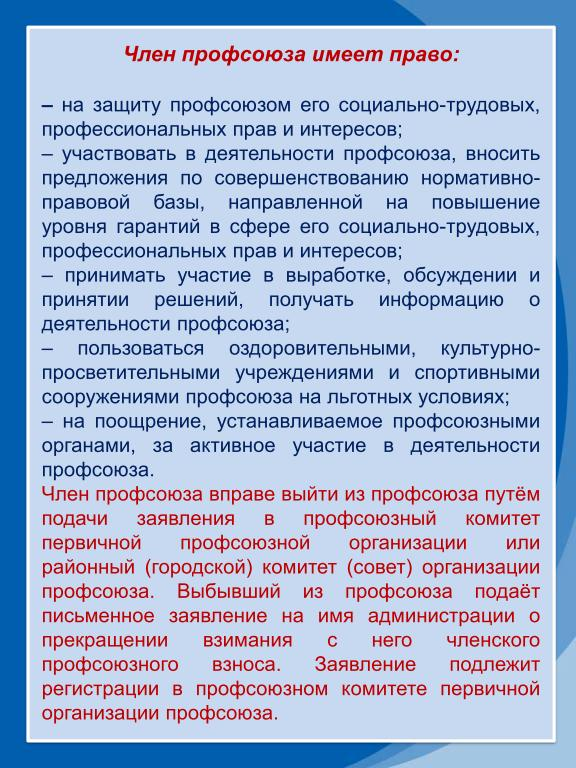 Член профсоюза имеет право:
– на защиту профсоюзом его социально-трудовых,
профессиональных прав и интересов;
– участвовать в деятельности профсоюза, вносить
предложения по совершенствованию нормативно-
правовой базы, направленной на повышение
уровня гарантий в сфере его социально-трудовых,
профессиональных прав и интересов;
– принимать участие в выработке, обсуждении и
принятии решений, получать информацию о
деятельности профсоюза;
– пользоваться оздоровительными, культурно-
просветительными учреждениями и спортивными
сооружениями профсоюза на льготных условиях;
– на поощрение, устанавливаемое профсоюзными
органами, за активное участие в деятельности
профсоюза.
Член профсоюза вправе выйти из профсоюза путём
подачи заявления в профсоюзный комитет
первичной профсоюзной организации или
районный (городской) комитет (совет) организации
профсоюза. Выбывший из профсоюза подаёт
письменное заявление на имя администрации о
прекращении взимания с него членского
профсоюзного взноса. Заявление подлежит
регистрации в профсоюзном комитете первичной
организации профсоюза.